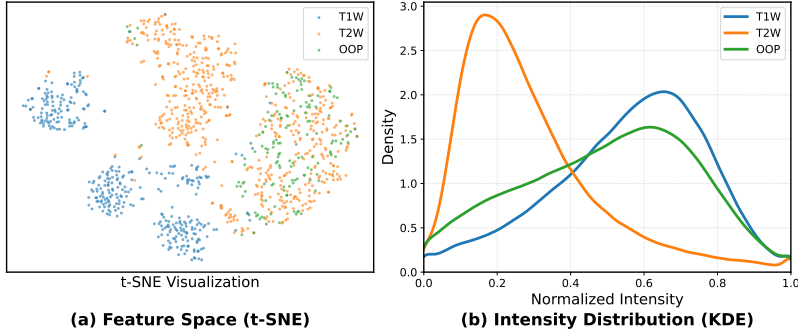 T1W
T2W
OOP
t-SNE Visualization
(a) Feature Space (t-SNE)
3.0
2.5
2.0
1.5
1.0
0.5
0.0
Density
T1W
T2W
OOP
0.0 0.2 0.4 0.6 0.8 1.0
Normalized Intensity
(b) Intensity Distribution (KDE)